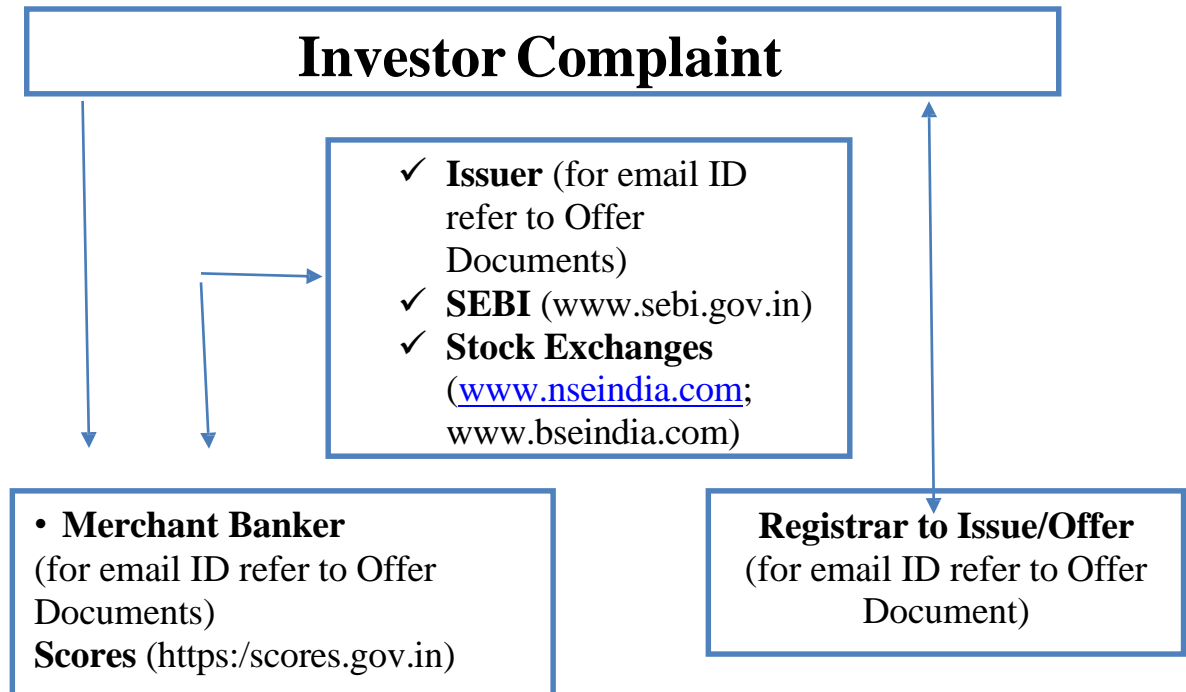 Investor Complaint
✓ Issuer (for email ID
refer to Offer
Documents)
✓ SEBI (www.sebi.gov.in)
✓ Stock Exchanges
(www.nseindia.com;
www.bseindia.com)
• Merchant Banker
(for email ID refer to Offer
Documents)
Scores (https:/scores.gov.in)
Registrar to Issue/Offer
(for email ID refer to Offer
Document)